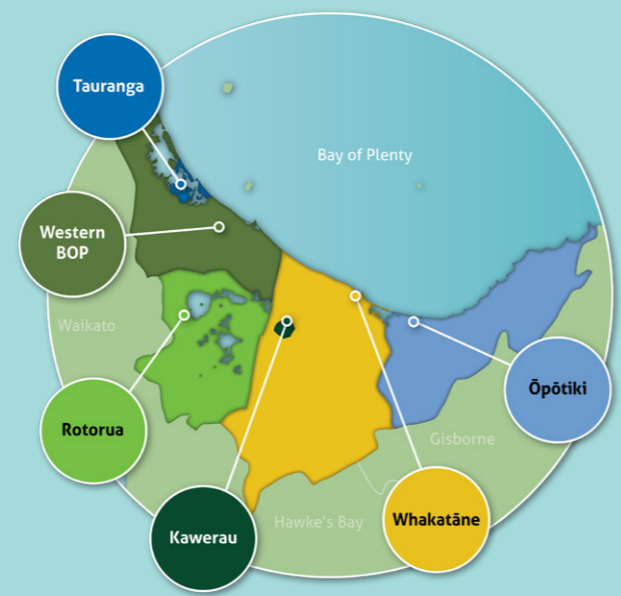 Tauranga
Bay of Plenty
Western
BOP
Waikato
Ōpōtiki
Rotorua
Gisborne
Whakatāne
Hawke's Bay
Kawerau